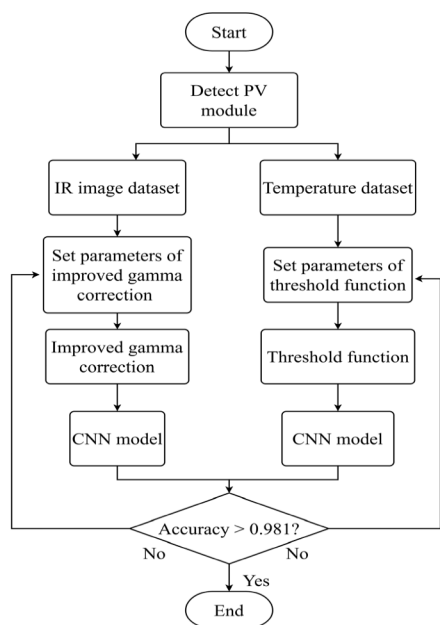 Start
Detect PV
module
IR image dataset
Temperature dataset
Set parameters of
improved gamma
correction
Set parameters of
threshold function
Improved gamma
correction
Threshold function
CNN model
CNN model
Accuracy > 0.981?
No
No
Yes
End